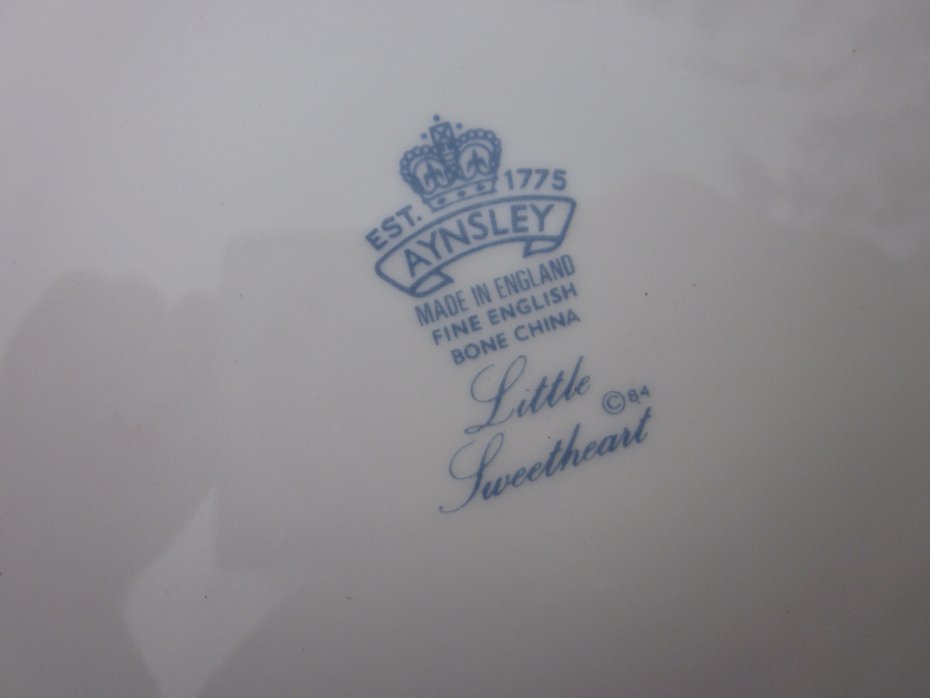 EST. 1775
AYNSLEY
MADE IN ENGLAND
FINE ENGLISH
BONE CHINA
Little
©84
Sweetheart